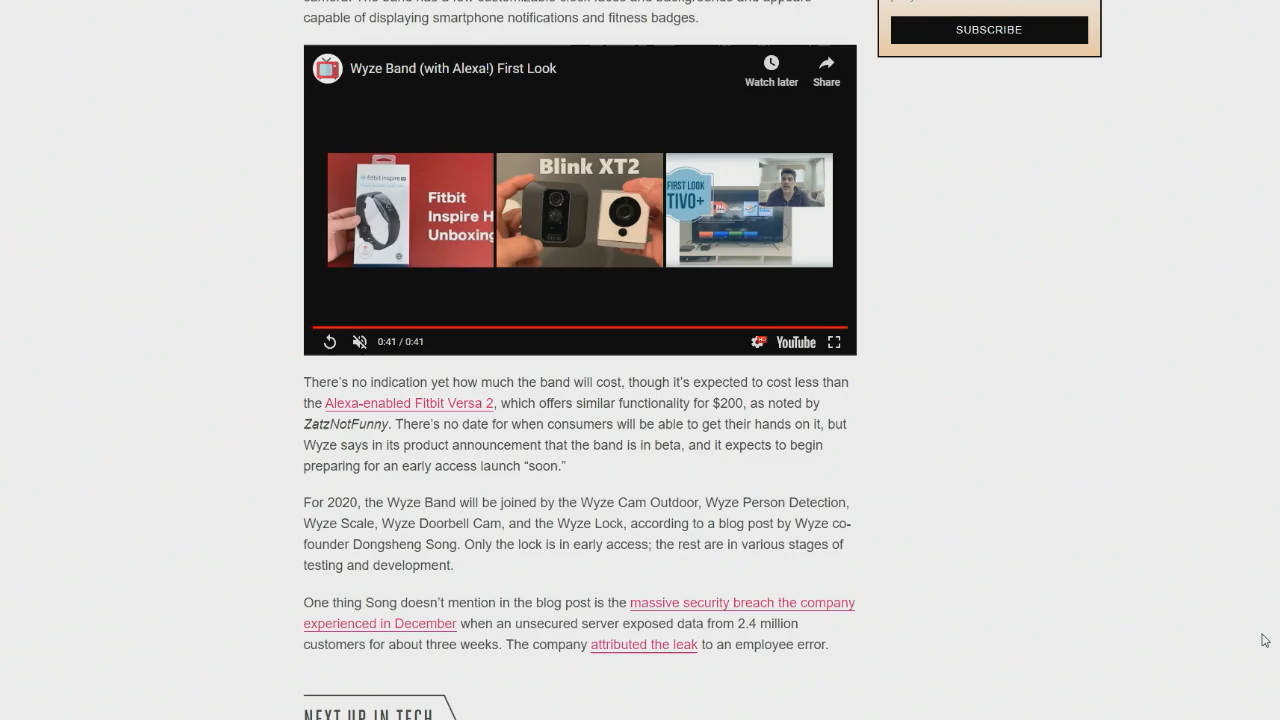 capable of displaying smartphone notifications and fitness badges.
SUBSCRIBE
Wyze Band (with Alexa!) First Look
Watch later
Share
fitbit inspire
Fitbit
Inspire H
Unboxing
Blink XT2
FIRST LOOK
TIVO+
0:41 / 0:41
YouTube
There’s no indication yet how much the band will cost, though it’s expected to cost less than
the Alexa-enabled Fitbit Versa 2, which offers similar functionality for $200, as noted by
ZatzNotFunny. There’s no date for when consumers will be able to get their hands on it, but
Wyze says in its product announcement that the band is in beta, and it expects to begin
preparing for an early access launch “soon.”
For 2020, the Wyze Band will be joined by the Wyze Cam Outdoor, Wyze Person Detection,
Wyze Scale, Wyze Doorbell Cam, and the Wyze Lock, according to a blog post by Wyze co-
founder Dongsheng Song. Only the lock is in early access; the rest are in various stages of
testing and development.
One thing Song doesn’t mention in the blog post is the massive security breach the company
experienced in December when an unsecured server exposed data from 2.4 million
customers for about three weeks. The company attributed the leak to an employee error.
NEXT UP IN TECH